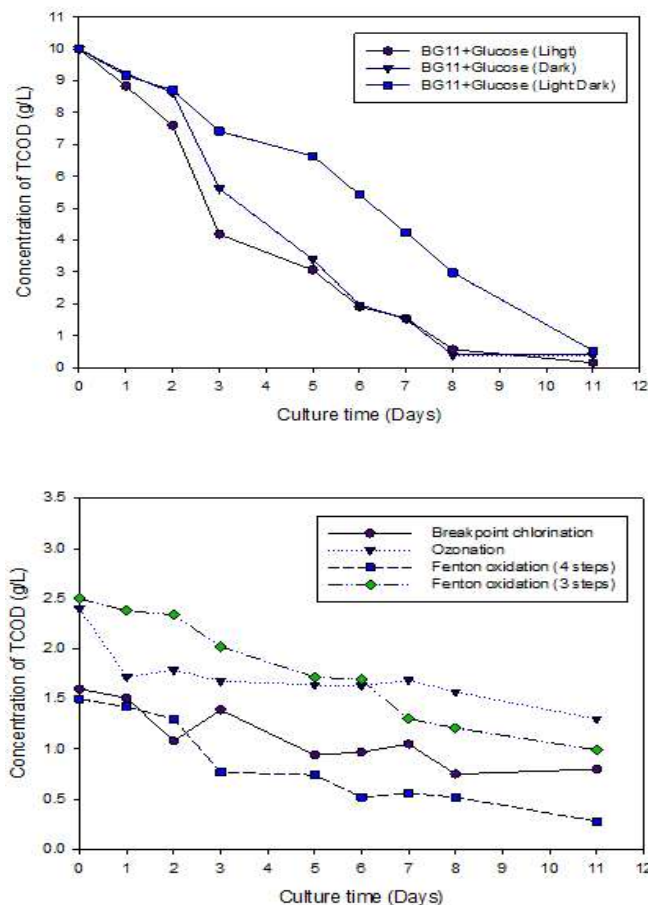 BG11+Glucose (Lihgt)
BG11+Glucose (Dark)
BG11+Glucose (Light:Dark)
Concentration of TCOD (g/L)
10
9
8
7
6
5
4
3
2
1
0
0 1 2 3 4 5 6 7 8 9 10 11 12
Culture time (Days)
Breakpoint chlorination
Ozonation
Fenton oxidation (4 steps)
Fenton oxidation (3 steps)
Concentration of TCOD (g/L)
3.5
3.0
2.5
2.0
1.5
1.0
0.5
0.0
0 1 2 3 4 5 6 7 8 9 10 11 12
Culture time (Days)